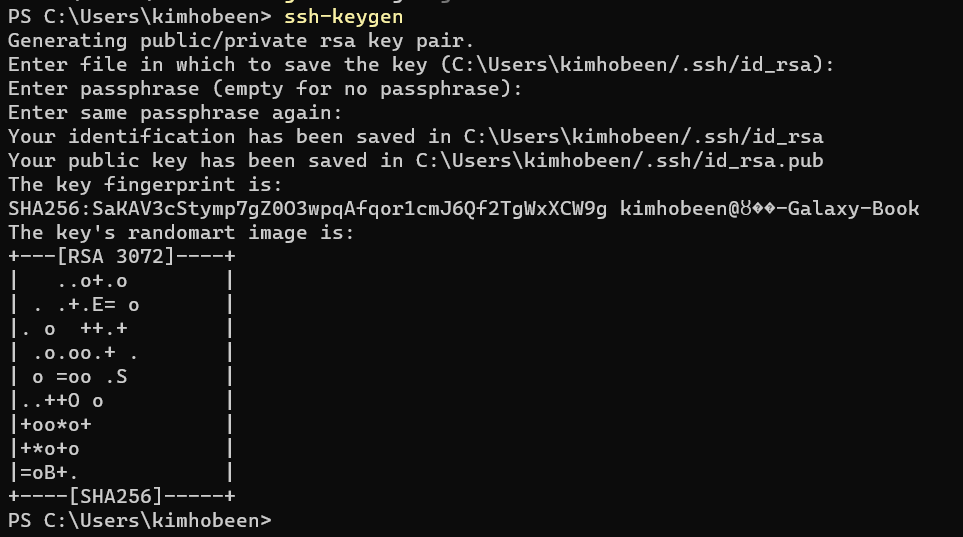 PS C:\Users\kimhobeen> ssh-keygen
Generating public/private rsa key pair.
Enter file in which to save the key (C:\Users\kimhobeen/.ssh/id_rsa):
Enter passphrase (empty for no passphrase):
Enter same passphrase again:
Your identification has been saved in C:\Users\kimhobeen/.ssh/id_rsa
Your public key has been saved in C:\Users\kimhobeen/.ssh/id_rsa.pub
The key fingerprint is:
SHA256:SaKAV3cStymp7gZ0O3wpqAfqor1cmJ6Qf2TgWxXCW9g kimhobeen@Ȣ��-Galaxy-Book
The key's randomart image is:
+---[RSA 3072]----+
|   ..o+.o        |
| . .+.E= o       |
|. o  ++.+        |
| .o.oo.+ .       |
| o =oo .S        |
|..++O o          |
|+oo*o+           |
|+*o+o            |
|=oB+.            |
+----[SHA256]-----+
PS C:\Users\kimhobeen>